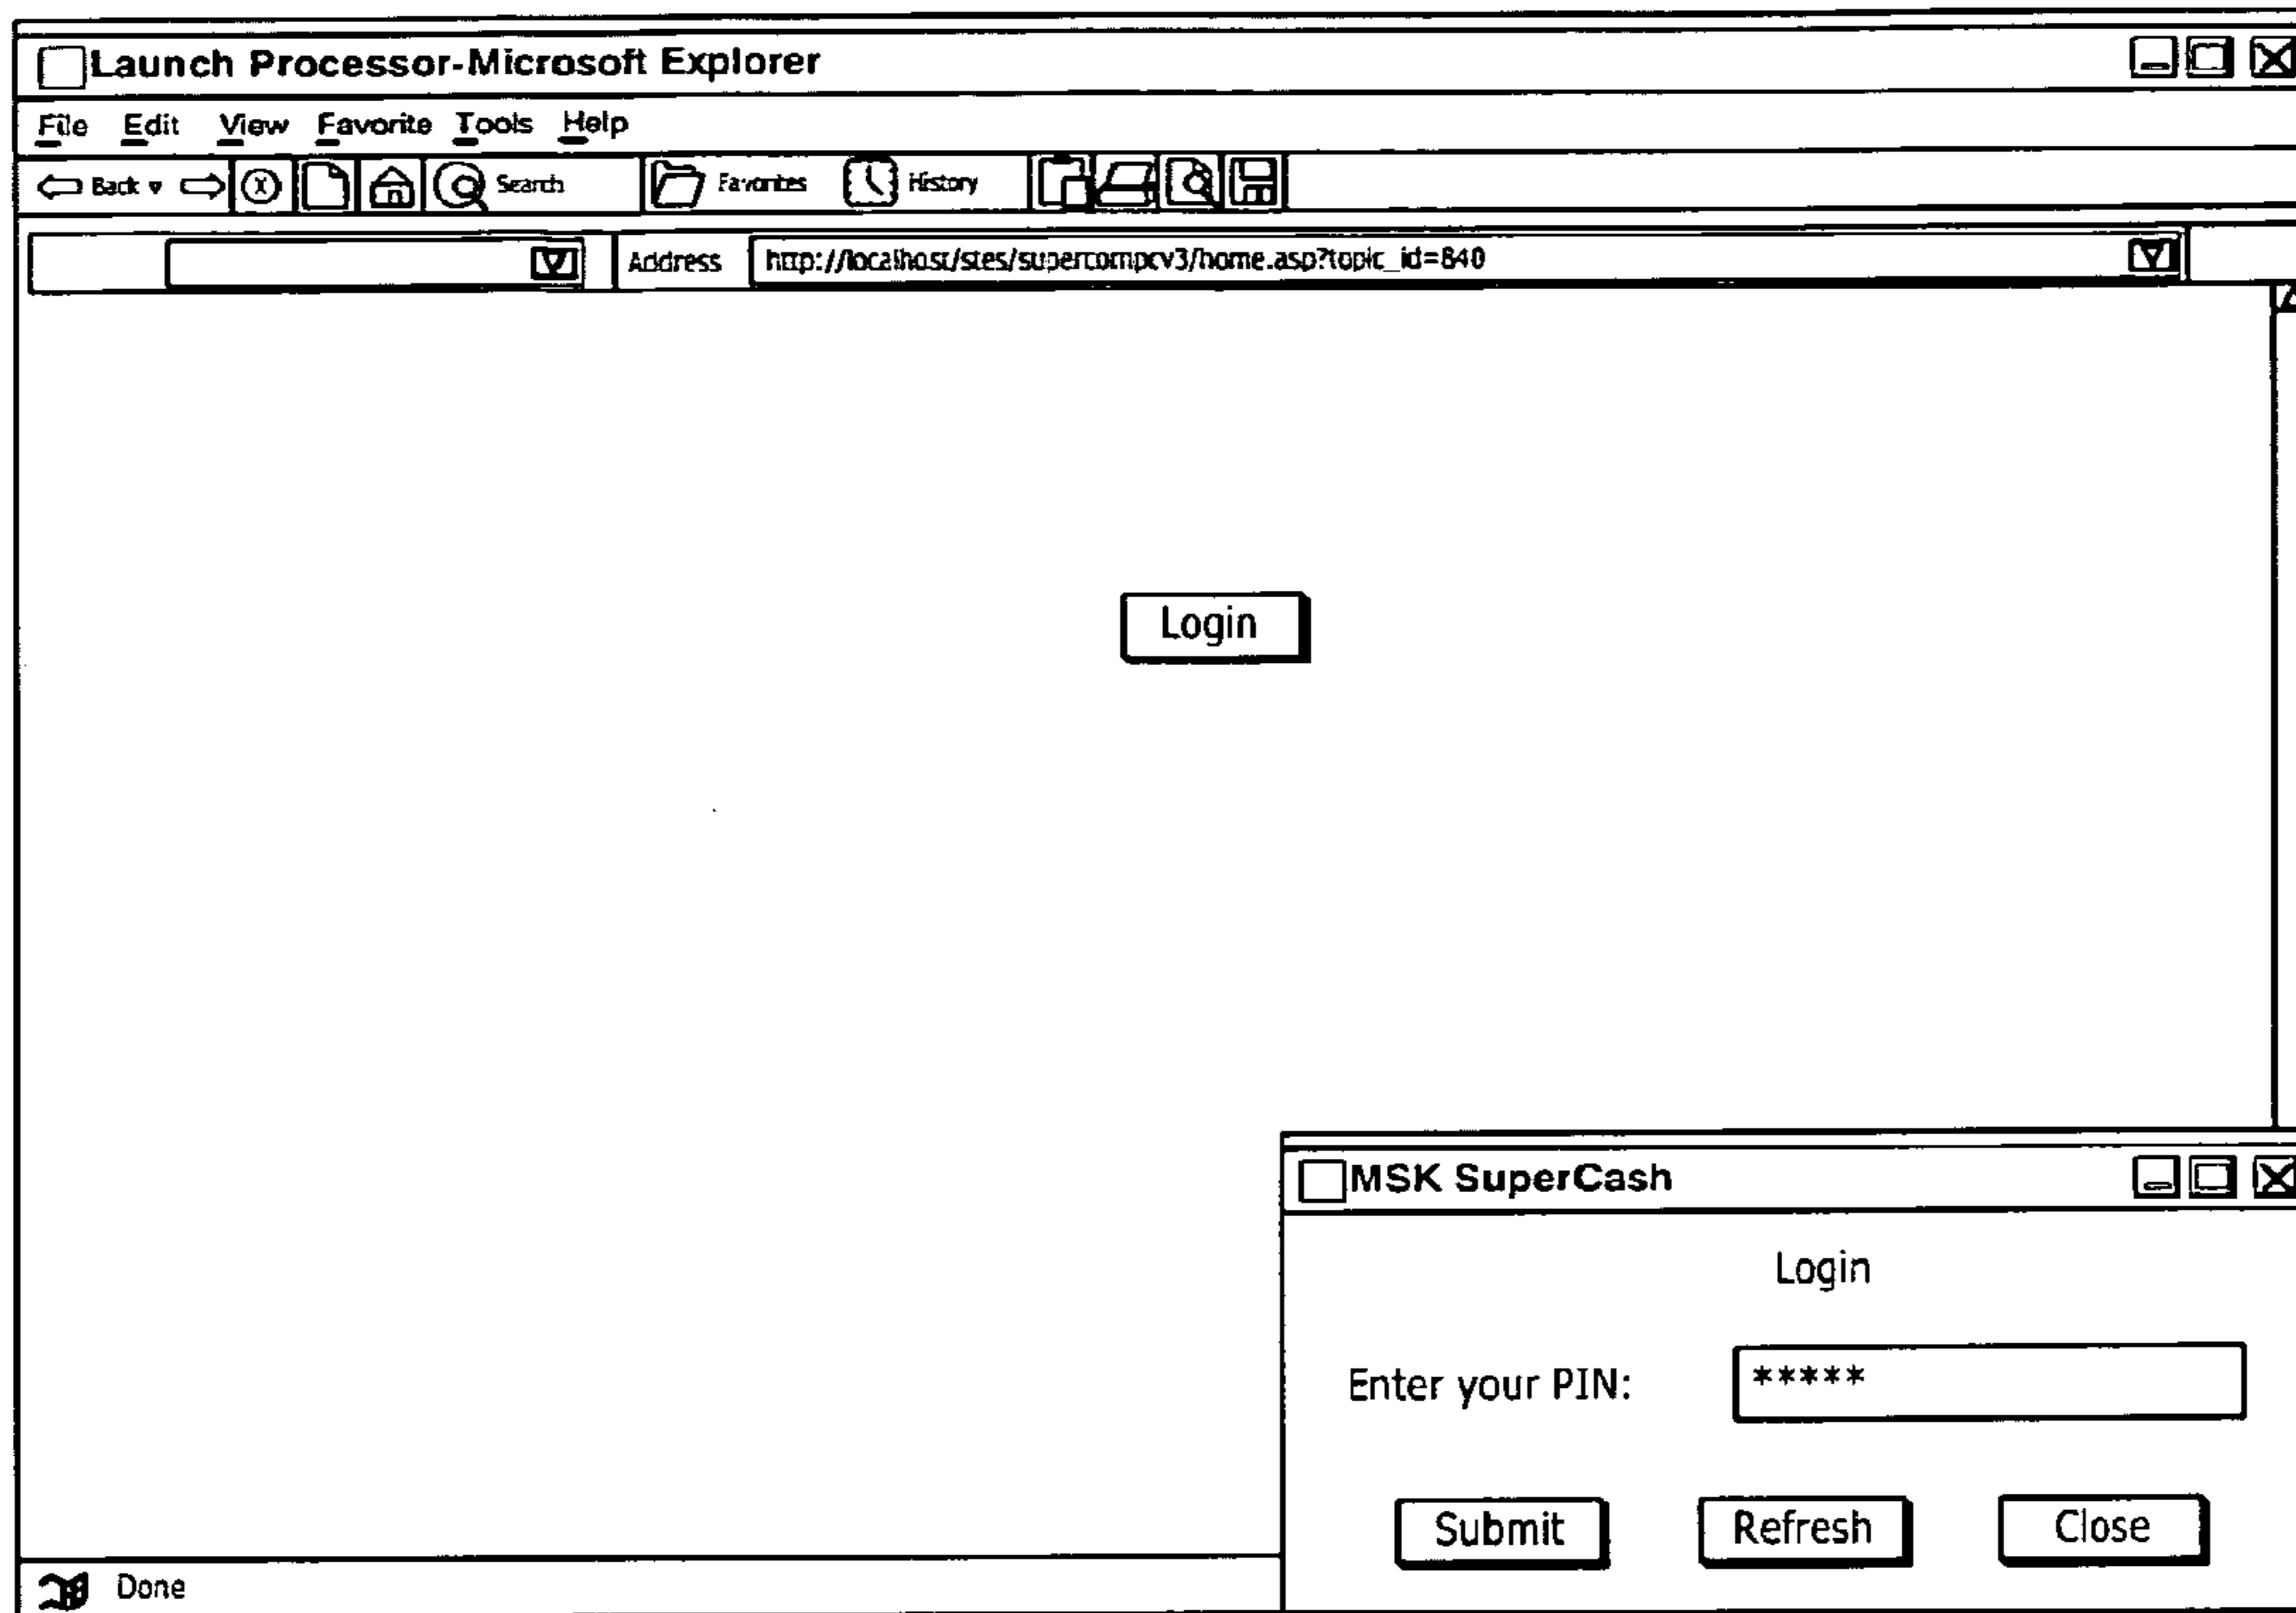 Launch Processor-Microsoft Explorer
File Edit View Favorite Tools Help
Back Search Favorites History
Address http://localhost/stes/supercompcv3/home.asp?topic_id=840
Login
MSK SuperCash
Login
Enter your PIN: *****
Submit Refresh Close
Done